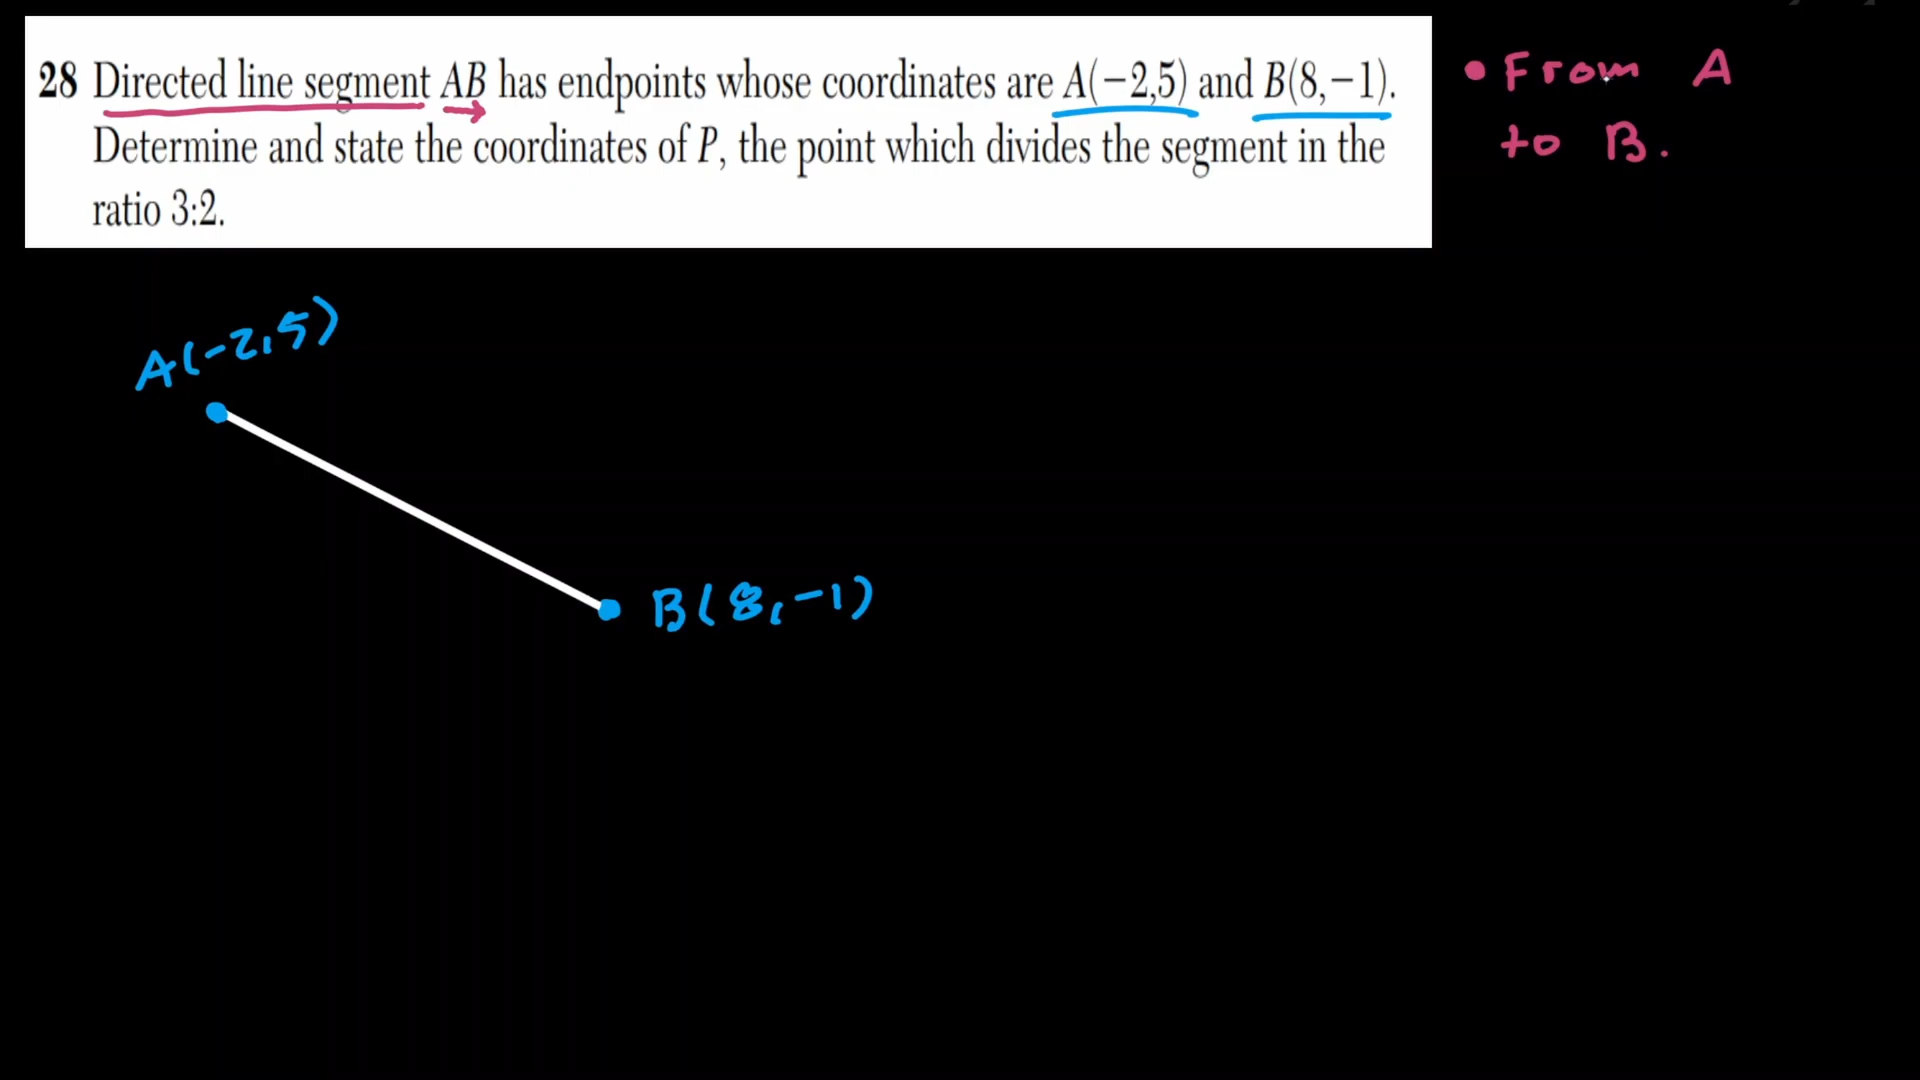 28 Directed line segment AB has endpoints whose coordinates are A(−2,5) and B(8,−1).
Determine and state the coordinates of P, the point which divides the segment in the
ratio 3:2.
• From A
to B.
A(-2,5)
B(8,-1)